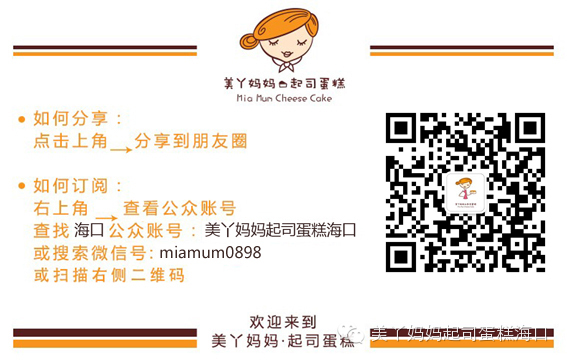 美丫妈妈起司蛋糕
Mia Mun Cheese Cake
如何分享：
点击上角 分享到朋友圈
如何订阅：
右上角 查看公众账号
查找海口公众账号：美丫妈妈起司蛋糕海口
或搜索微信号：miamum0898
或扫描右侧二维码
欢迎来到
美丫妈妈·起司蛋糕
美丫妈妈起司蛋糕海口